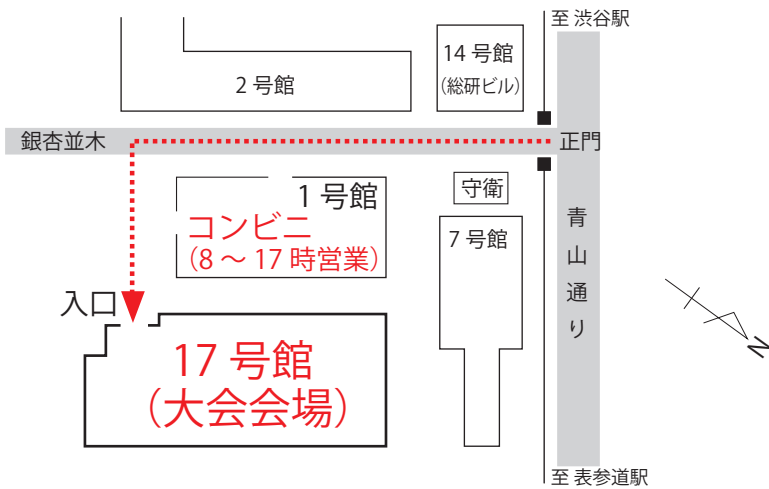 至 渋谷駅
14 号館
(総研ビル)
2 号館
銀杏並木
正門
1 号館
コンビニ
(8 〜 17 時営業)
守衛
7 号館
青山通り
入口
17 号館
(大会会場)
N
至 表参道駅